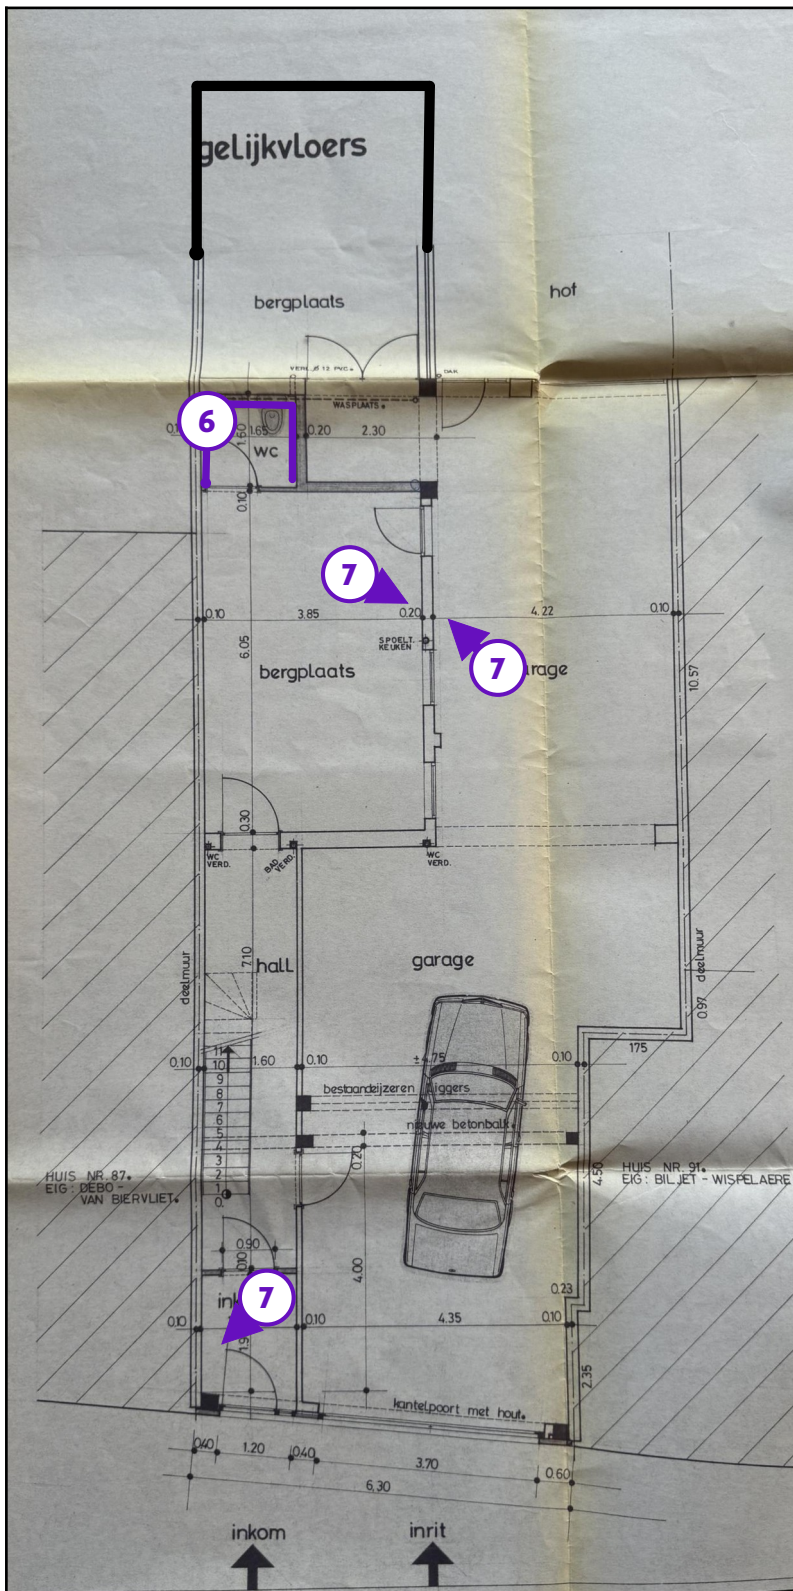 gelijkvloers
bergplaats
hof
VERL. Ø 12 PVC.
DAK
WASPLAATS.
6
0.10
1.65
0.20
2.30
1.50
WC
0.10
7
0.10
3.85
0.20
4.22
0.10
SPOELT.
KEUKEN
6.05
bergplaats
7
10.57
0.30
WC
VERD.
BAD
VERD.
WC
VERD.
deelmuur
7.10
hall
garage
deelmuur
0.97
175
0.10
1.60
0.10
±4.75
0.10
11
10
9
8
7
6
5
4
3
2
1
0.
bestaande ijzeren liggers
nieuwe betonbalk.
0.20
4.50
HUIS NR. 87.
EIG: DEBO -
VAN BIERVLIET.
HUIS NR. 91.
EIG: BILJET - WISPELAERE
0.90
0.10
4.00
0.23
7
0.10
0.10
4.35
0.10
2.35
kantelpoort met hout.
0.40
1.20
0.40
3.70
0.60
6.30
inkom
inrit